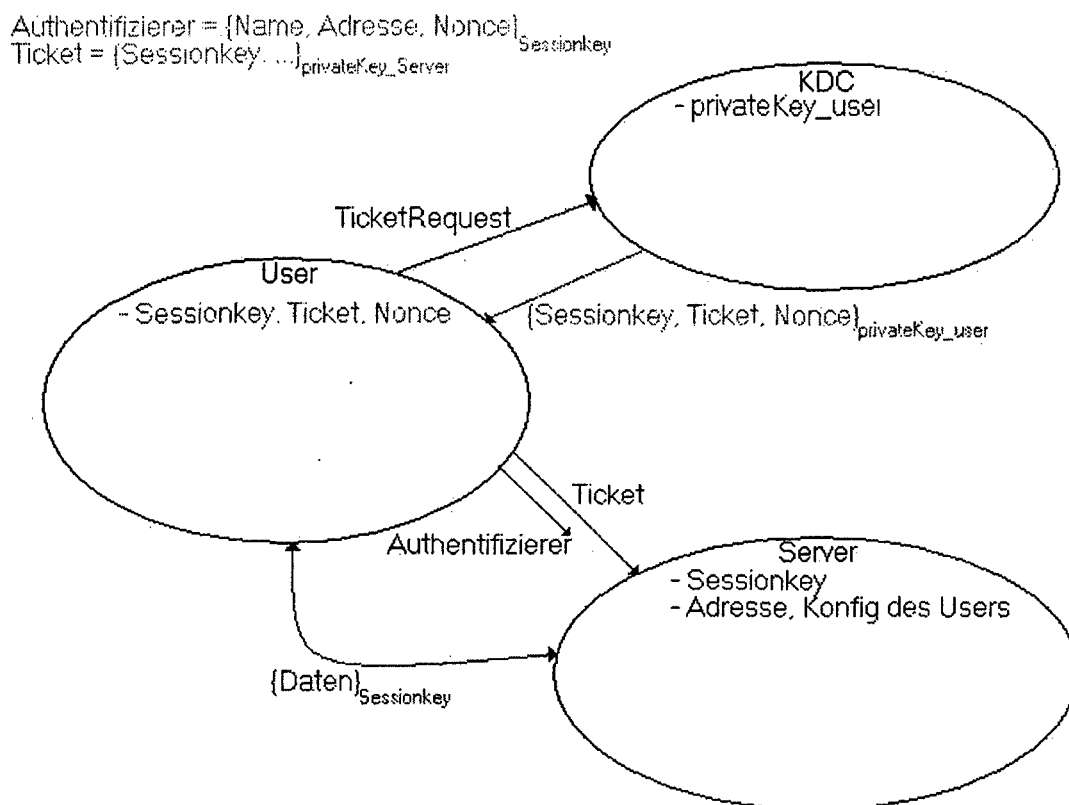 Authentifizierer = {Name, Adresse, Nonce}Sessionkey
Ticket = {Sessionkey, ...}privateKey_Server
KDC
- privateKey_user
TicketRequest
User
- Sessionkey, Ticket, Nonce
{Sessionkey, Ticket, Nonce}privateKey_user
Ticket
Authentifizierer
Server
- Sessionkey
- Adresse, Konfig des Users
{Daten}Sessionkey